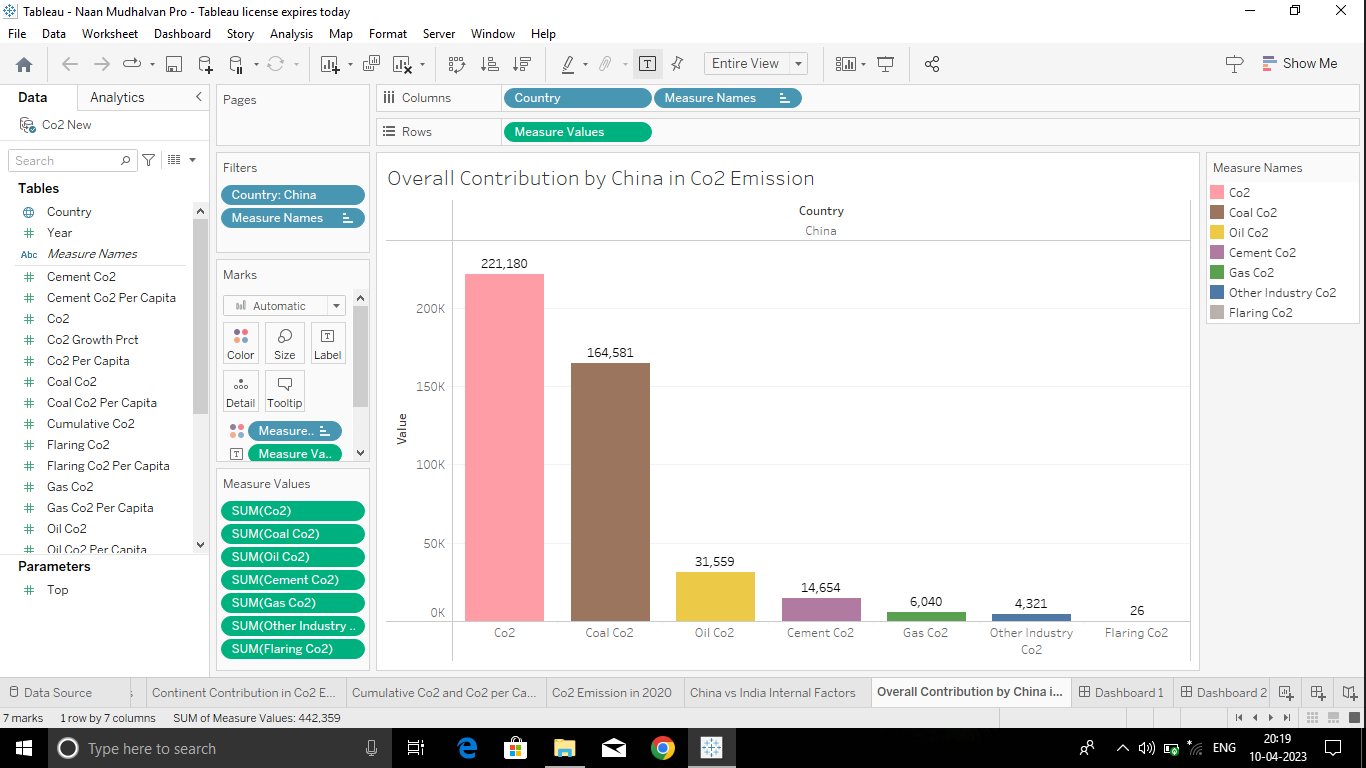 Tableau - Naan Mudhalvan Pro - Tableau license expires today
File Data Worksheet Dashboard Story Analysis Map Format Server Window Help
Entire View
Show Me
Data Analytics
Co2 New
Search
Tables
Country
Year
Abc Measure Names
Cement Co2
Cement Co2 Per Capita
Co2
Co2 Growth Prct
Co2 Per Capita
Coal Co2
Coal Co2 Per Capita
Cumulative Co2
Flaring Co2
Flaring Co2 Per Capita
Gas Co2
Gas Co2 Per Capita
Oil Co2
Oil Co2 Per Capita
Parameters
Top
Pages
Filters
Country: China
Measure Names
Marks
Automatic
Color Size Label
Detail Tooltip
Measure..
Measure Va..
Measure Values
SUM(Co2)
SUM(Coal Co2)
SUM(Oil Co2)
SUM(Cement Co2)
SUM(Gas Co2)
SUM(Other Industry ..
SUM(Flaring Co2)
Columns Country Measure Names
Rows Measure Values
Overall Contribution by China in Co2 Emission
Country
China
Value
200K
150K
100K
50K
0K
221,180
164,581
31,559
14,654
6,040
4,321
26
Co2
Coal Co2
Oil Co2
Cement Co2
Gas Co2
Other Industry
Co2
Flaring Co2
Measure Names
Co2
Coal Co2
Oil Co2
Cement Co2
Gas Co2
Other Industry Co2
Flaring Co2
Data Source s Continent Contribution in Co2 E... Cumulative Co2 and Co2 per Ca... Co2 Emission in 2020 China vs India Internal Factors Overall Contribution by China i... Dashboard 1 Dashboard 2
7 marks 1 row by 7 columns SUM of Measure Values: 442,359
Type here to search
ENG
20:19
10-04-2023